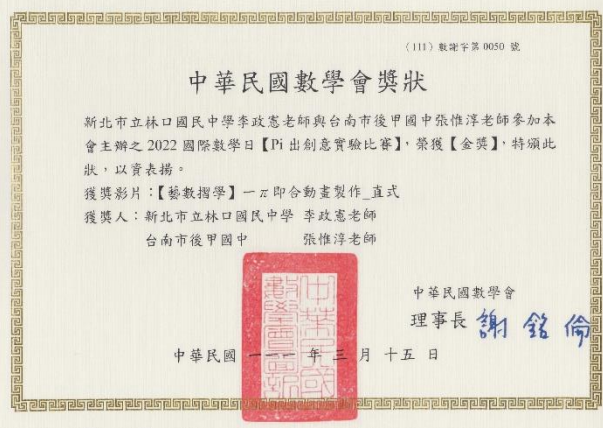 (111) 數謝字第 0050 號
中華民國數學會獎狀
新北市立林口國民中學李政憲老師與台南市後甲國中張惟淳老師參加本
會主辦之 2022 國際數學日【Pi 出創意實驗比賽】,榮獲【金獎】,特頒此
狀,以資表揚。
獲獎影片:【藝數摺學】一π即合動畫製作_直式
獲獎人:新北市立林口國民中學 李政憲老師
台南市後甲國中 張惟淳老師
中華民國數學會
理事長 謝銘倫
中華民國 一一一 年 三 月 十五 日